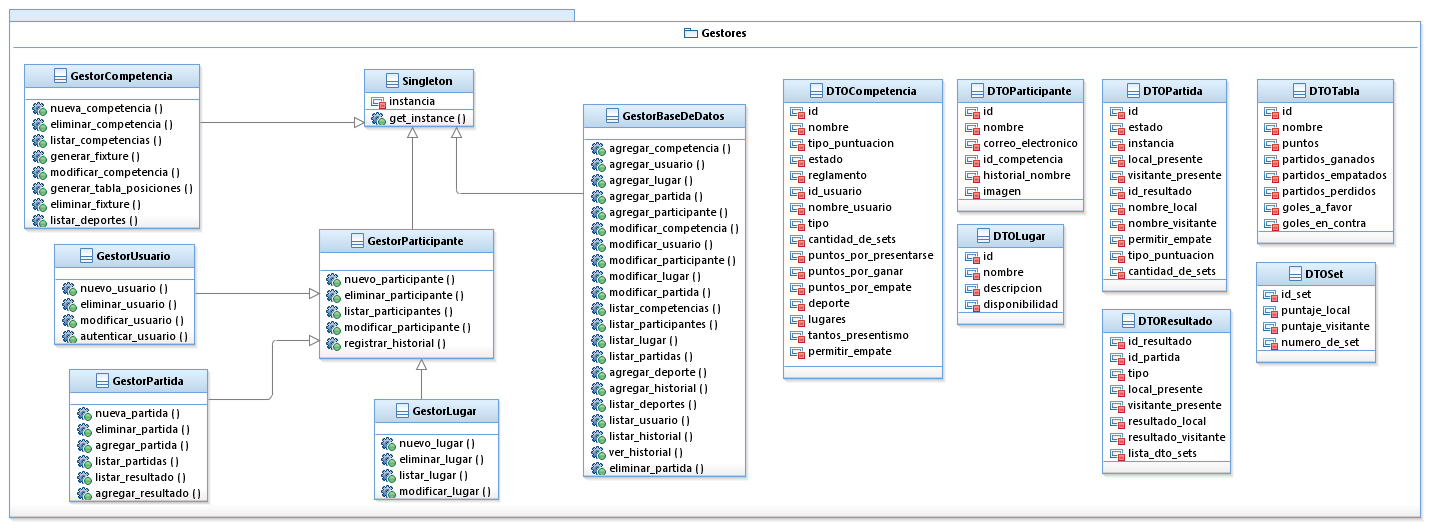 Gestores
GestorCompetencia
nueva_competencia ()
eliminar_competencia ()
listar_competencias ()
generar_fixture ()
modificar_competencia ()
generar_tabla_posiciones ()
eliminar_fixture ()
listar_deportes ()
GestorUsuario
nuevo_usuario ()
eliminar_usuario ()
modificar_usuario ()
autenticar_usuario ()
GestorPartida
nueva_partida ()
eliminar_partida ()
agregar_partida ()
listar_partidas ()
listar_resultado ()
agregar_resultado ()
Singleton
instancia
get_instance ()
GestorParticipante
nuevo_participante ()
eliminar_participante ()
listar_participantes ()
modificar_participante ()
registrar_historial ()
GestorLugar
nuevo_lugar ()
eliminar_lugar ()
listar_lugar ()
modificar_lugar ()
GestorBaseDeDatos
agregar_competencia ()
agregar_usuario ()
agregar_lugar ()
agregar_partida ()
agregar_participante ()
modificar_competencia ()
modificar_usuario ()
modificar_participante ()
modificar_lugar ()
modificar_partida ()
listar_competencias ()
listar_participantes ()
listar_lugar ()
listar_partidas ()
agregar_deporte ()
agregar_historial ()
listar_deportes ()
listar_usuario ()
listar_historial ()
ver_historial ()
eliminar_partida ()
DTOCompetencia
id
nombre
tipo_puntuacion
estado
reglamento
id_usuario
nombre_usuario
tipo
cantidad_de_sets
puntos_por_presentarse
puntos_por_ganar
puntos_por_empate
deporte
lugares
tantos_presentismo
permitir_empate
DTOParticipante
id
nombre
correo_electronico
id_competencia
historial_nombre
imagen
DTOLugar
id
nombre
descripcion
disponibilidad
DTOPartida
id
estado
instancia
local_presente
visitante_presente
id_resultado
nombre_local
nombre_visitante
permitir_empate
tipo_puntuacion
cantidad_de_sets
DTOResultado
id_resultado
id_partida
tipo
local_presente
visitante_presente
resultado_local
resultado_visitante
lista_dto_sets
DTOTabla
id
nombre
puntos
partidos_ganados
partidos_empatados
partidos_perdidos
goles_a_favor
goles_en_contra
DTOSet
id_set
puntaje_local
puntaje_visitante
numero_de_set